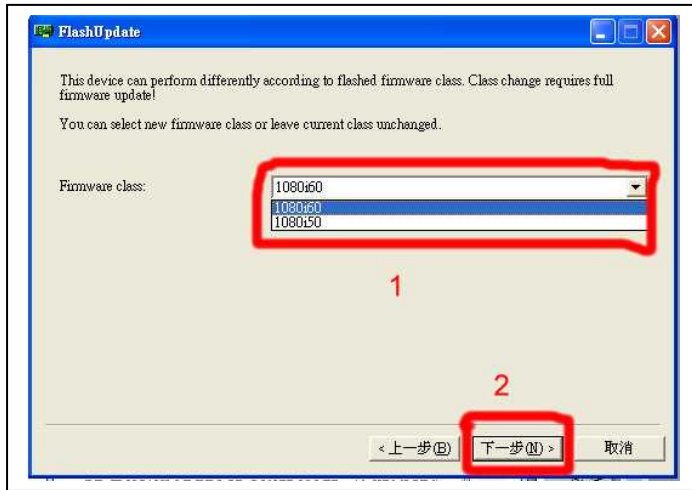 FlashUpdate
This device can perform differently according to flashed firmware class. Class change requires full
firmware update!
You can select new firmware class or leave current class unchanged.
Firmware class:
1080i60
1080i60
1080i50
1
2
<上一步(B)
下一步(N)>
取消